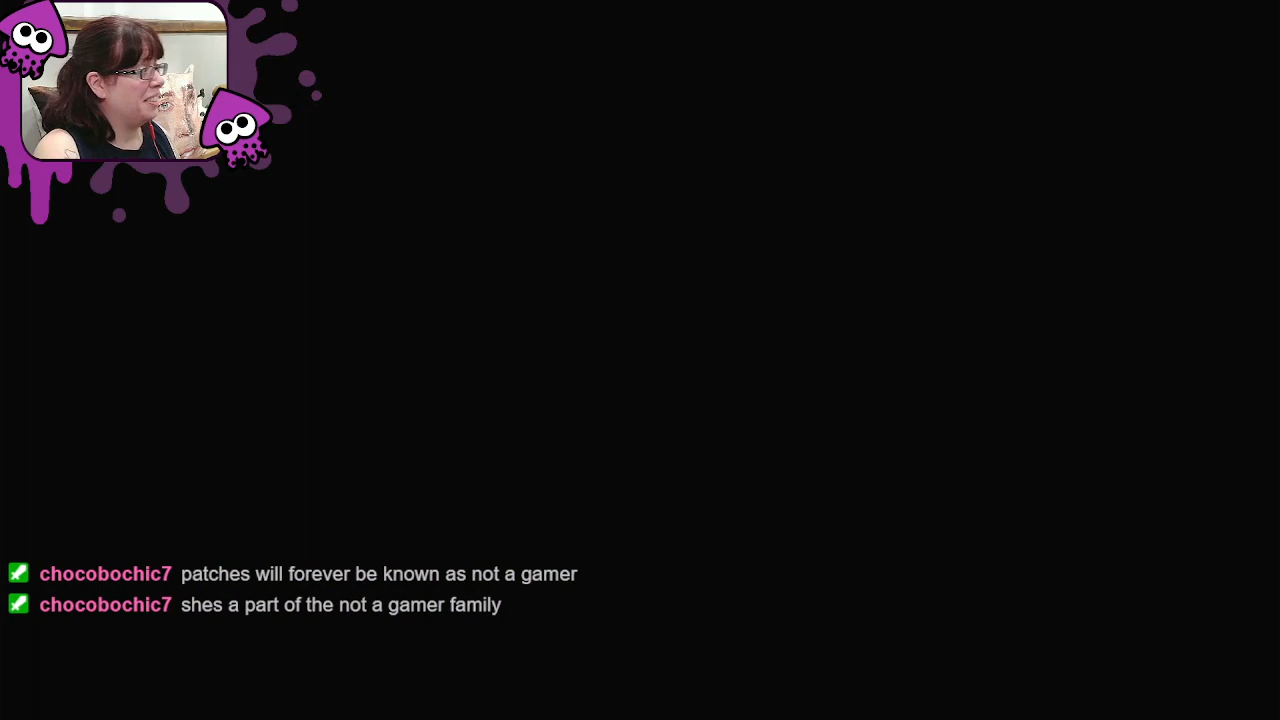 chocobochic7 patches will forever be known as not a gamer
chocobochic7 shes a part of the not a gamer family